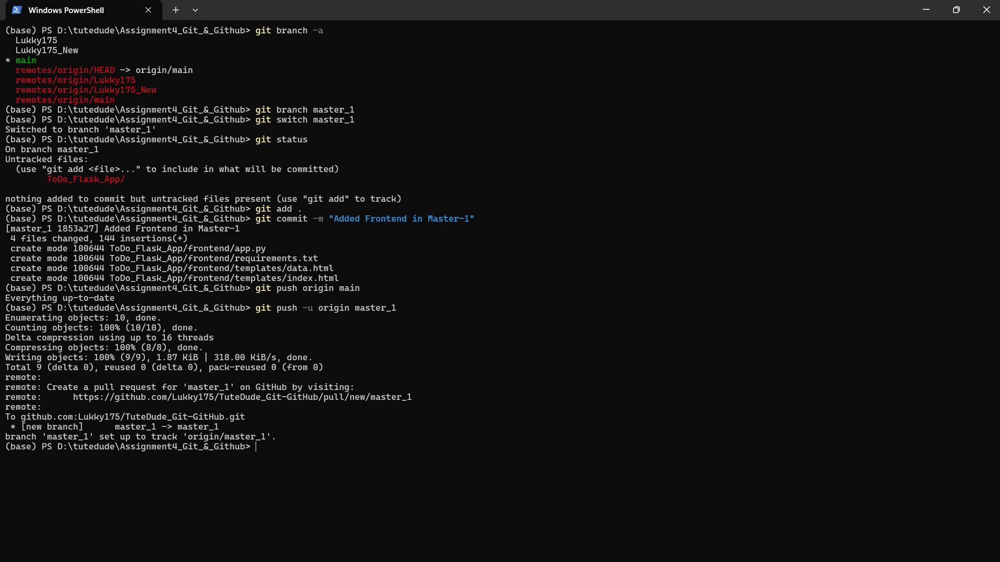 Windows PowerShell
(base) PS D:\tutedude\Assignment4_Git_&_Github> git branch -a
  Lukky175
  Lukky175_New
* main
  remotes/origin/HEAD -> origin/main
  remotes/origin/Lukky175
  remotes/origin/Lukky175_New
  remotes/origin/main
(base) PS D:\tutedude\Assignment4_Git_&_Github> git branch master_1
(base) PS D:\tutedude\Assignment4_Git_&_Github> git switch master_1
Switched to branch 'master_1'
(base) PS D:\tutedude\Assignment4_Git_&_Github> git status
On branch master_1
Untracked files:
  (use "git add <file>..." to include in what will be committed)
        ToDo_Flask_App/

nothing added to commit but untracked files present (use "git add" to track)
(base) PS D:\tutedude\Assignment4_Git_&_Github> git add .
(base) PS D:\tutedude\Assignment4_Git_&_Github> git commit -m "Added Frontend in Master-1"
[master_1 1853a27] Added Frontend in Master-1
 4 files changed, 144 insertions(+)
 create mode 100644 ToDo_Flask_App/frontend/app.py
 create mode 100644 ToDo_Flask_App/frontend/requirements.txt
 create mode 100644 ToDo_Flask_App/frontend/templates/data.html
 create mode 100644 ToDo_Flask_App/frontend/templates/index.html
(base) PS D:\tutedude\Assignment4_Git_&_Github> git push origin main
Everything up-to-date
(base) PS D:\tutedude\Assignment4_Git_&_Github> git push -u origin master_1
Enumerating objects: 10, done.
Counting objects: 100% (10/10), done.
Delta compression using up to 16 threads
Compressing objects: 100% (8/8), done.
Writing objects: 100% (9/9), 1.87 KiB | 318.00 KiB/s, done.
Total 9 (delta 0), reused 0 (delta 0), pack-reused 0 (from 0)
remote:
remote: Create a pull request for 'master_1' on GitHub by visiting:
remote:      https://github.com/Lukky175/TuteDude_Git-GitHub/pull/new/master_1
remote:
To github.com:Lukky175/TuteDude_Git-GitHub.git
 * [new branch]      master_1 -> master_1
branch 'master_1' set up to track 'origin/master_1'.
(base) PS D:\tutedude\Assignment4_Git_&_Github>